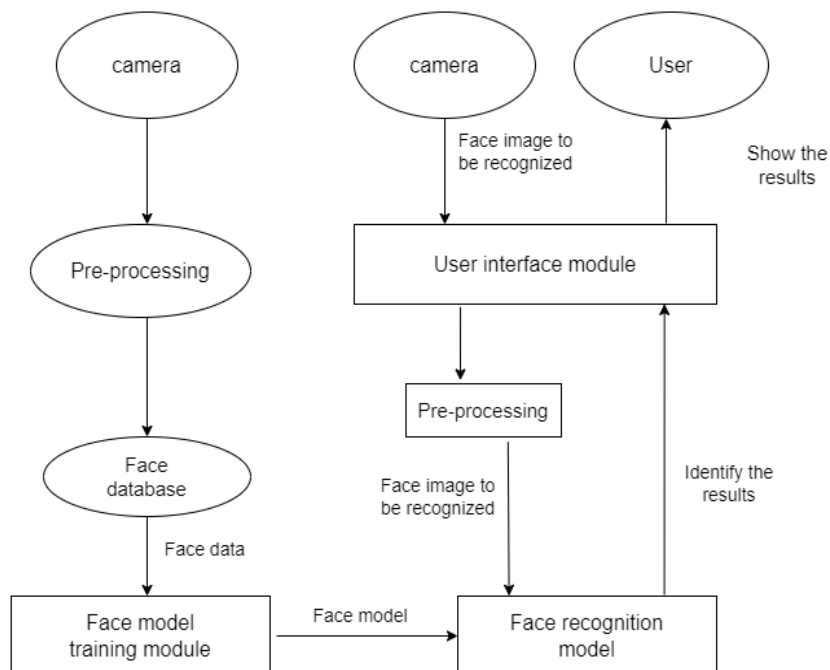 camera
camera
User
Face image to
be recognized
Show the
results
Pre-processing
User interface module
Pre-processing
Face
database
Face image to
be recognized
Identify the
results
Face data
Face model
training module
Face model
Face recognition
model